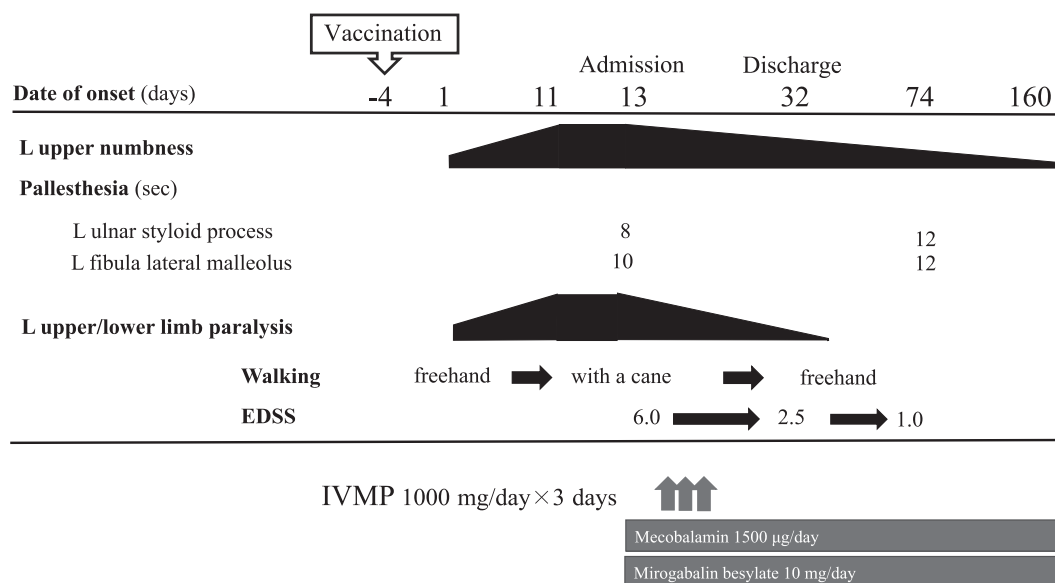 Vaccination
Admission Discharge
Date of onset (days) -4 1 11 13 32 74 160
L upper numbness
Pallesthesia (sec)
L ulnar styloid process 8 12
L fibula lateral malleolus 10 12
L upper/lower limb paralysis
Walking freehand with a cane freehand
EDSS 6.0 2.5 1.0
IVMP 1000 mg/day×3 days
Mecobalamin 1500 μg/day
Mirogabalin besylate 10 mg/day